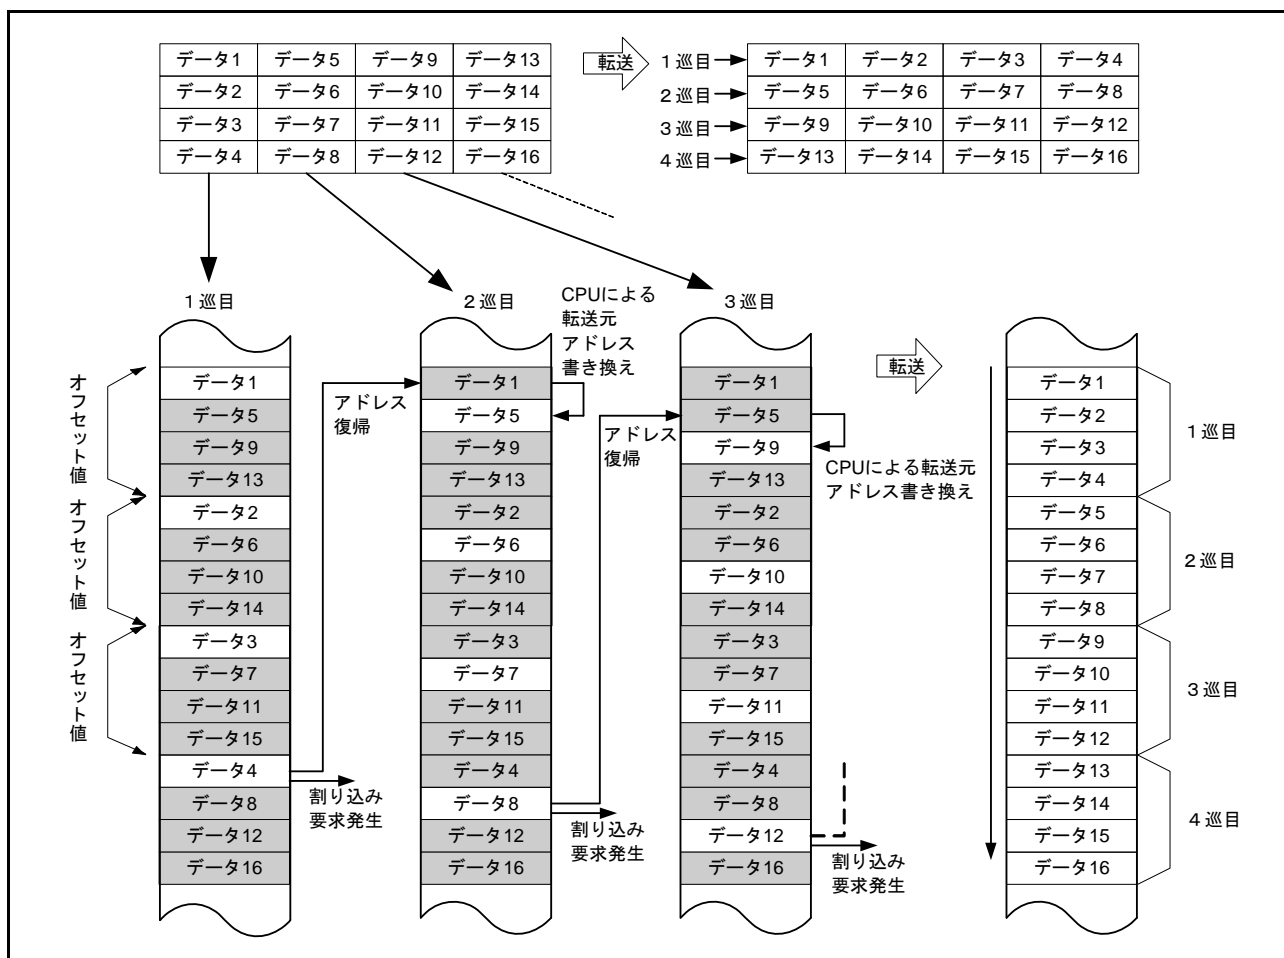 データ1 データ5 データ9 データ13
データ2 データ6 データ10 データ14
データ3 データ7 データ11 データ15
データ4 データ8 データ12 データ16
転送
1巡目 データ1 データ2 データ3 データ4
2巡目 データ5 データ6 データ7 データ8
3巡目 データ9 データ10 データ11 データ12
4巡目 データ13 データ14 データ15 データ16
1巡目
オフセット値
オフセット値
オフセット値
データ1
データ5
データ9
データ13
データ2
データ6
データ10
データ14
データ3
データ7
データ11
データ15
データ4
データ8
データ12
データ16
アドレス
復帰
割り込み
要求発生
2巡目
CPUによる
転送元
アドレス
書き換え
データ1
データ5
データ9
データ13
データ2
データ6
データ10
データ14
データ3
データ7
データ11
データ15
データ4
データ8
データ12
データ16
アドレス
復帰
割り込み
要求発生
3巡目
データ1
データ5
データ9
データ13
データ2
データ6
データ10
データ14
データ3
データ7
データ11
データ15
データ4
データ8
データ12
データ16
CPUによる転送元
アドレス書き換え
割り込み
要求発生
転送
データ1
データ2
データ3
データ4
データ5
データ6
データ7
データ8
データ9
データ10
データ11
データ12
データ13
データ14
データ15
データ16
1巡目
2巡目
3巡目
4巡目